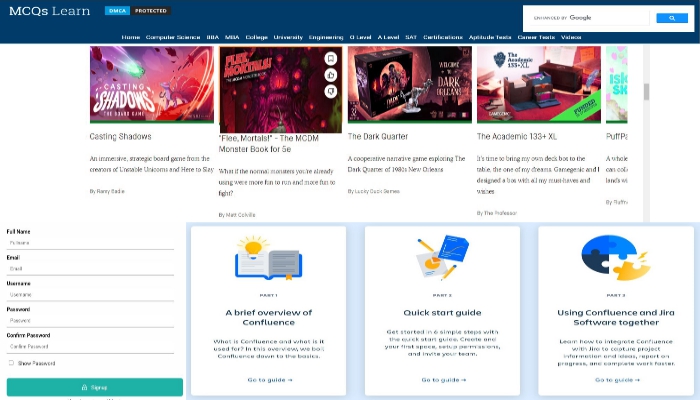 MCQs Learn
DMCA PROTECTED
ENHANCED BY Google
Home Computer Science BBA MBA College University Engineering O Level A Level SAT Certifications Aptitude Tests Career Tests Videos
CASTING SHADOWS
THE BOARD GAME
FLEE, MORTALS!
THE MCDM MONSTER BOOK
WELCOME TO DARK ORLEANS
The Academic 133+XL
GAMEGENIC
Casting Shadows
An immersive, strategic board game from the
creators of Unstable Unicorns and Here to Slay
By Ramy Badie
"Flee, Mortals!" - The MCDM
Monster Book for 5e
What if the normal monsters you're already
using were more fun to run and more fun to
fight?
By Matt Colville
The Dark Quarter
A cooperative narrative game exploring The
Dark Quarter of 1980s New Orleans
By Lucky Duck Games
The Academic 133+ XL
It's time to bring my own deck box to the
table; the one of my dreams. Gamegenic and I
designed a box with all my must-haves and
wishes
By The Professor
PuffPa
A whole
can colle
lands wi
By Fluffn
Full Name
Full Name
Email
Email
Username
Username
Password
Password
Confirm Password
Confirm Password
Show Password
Signup
PART 1
A brief overview of
Confluence
What is Confluence and what is it
used for? In this overview, we boil
Confluence down to the basics.
Go to guide →
PART 2
Quick start guide
Get started in 6 simple steps with
the quick start guide. Create and
your first space, setup permissions,
and invite your team.
Go to guide →
PART 3
Using Confluence and Jira
Software together
Learn how to integrate Confluence
with Jira to capture project
information and ideas, report on
progress, and complete work faster.
Go to guide →